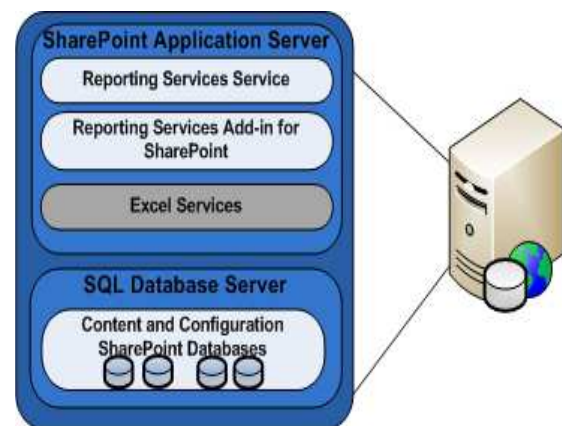 SharePoint Application Server
Reporting Services Service
Reporting Services Add-in for
SharePoint
Excel Services
SQL Database Server
Content and Configuration
SharePoint Databases